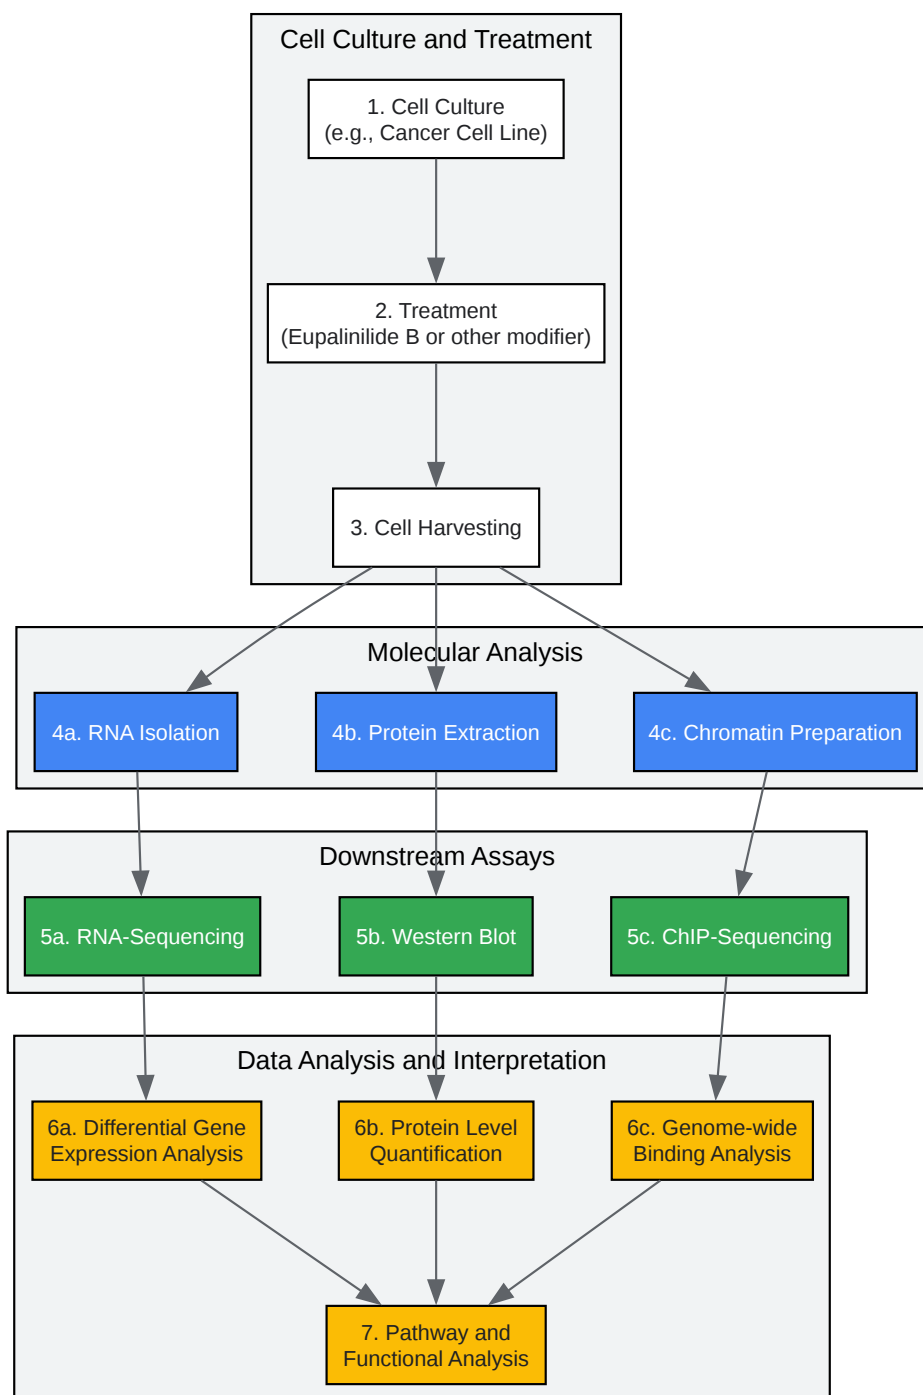 Cell Culture and Treatment
1. Cell Culture
(e.g., Cancer Cell Line)
2. Treatment
(Eupalinilide B or other modifier)
3. Cell Harvesting
Molecular Analysis
4a. RNA Isolation
4b. Protein Extraction
4c. Chromatin Preparation
Downstream Assays
5a. RNA-Sequencing
5b. Western Blot
5c. ChIP-Sequencing
Data Analysis and Interpretation
6a. Differential Gene
Expression Analysis
6b. Protein Level
Quantification
6c. Genome-wide
Binding Analysis
7. Pathway and
Functional Analysis